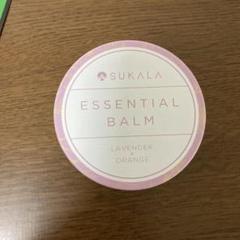 SUKALA
ESSENTIAL
BALM
LAVENDER
+
ORANGE